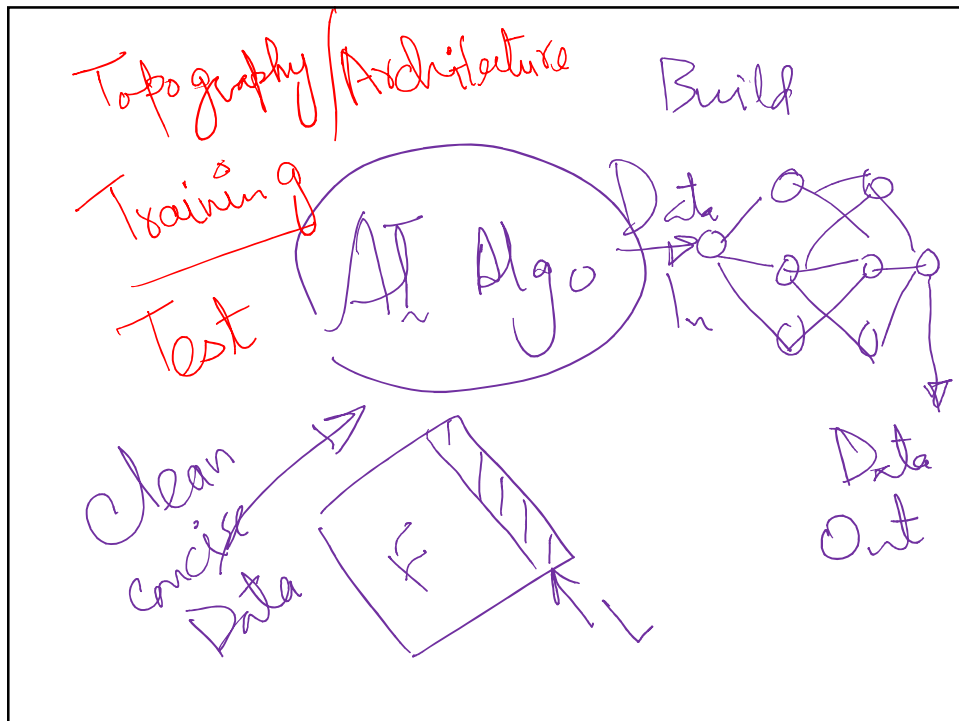 Topography/Architecture
Build
Training
Test
AI Algo
Data
In
Clean
concise
Data
F
L
Data
Out